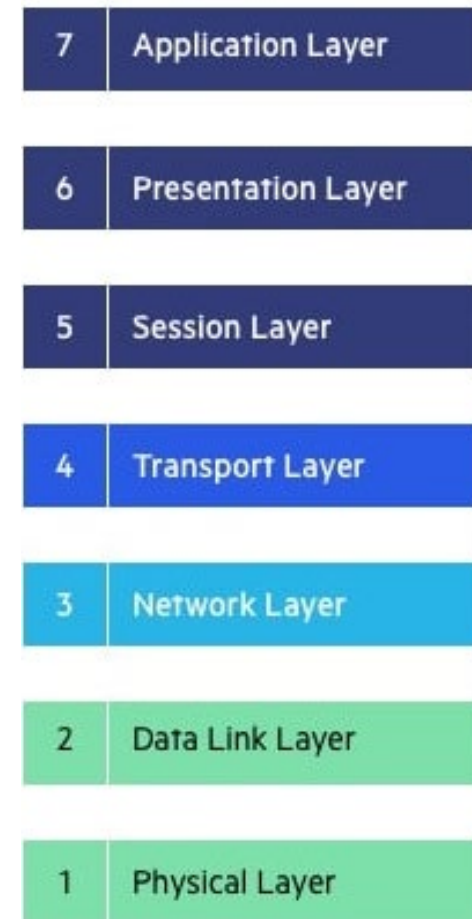 7 Application Layer
6 Presentation Layer
5 Session Layer
4 Transport Layer
3 Network Layer
2 Data Link Layer
1 Physical Layer